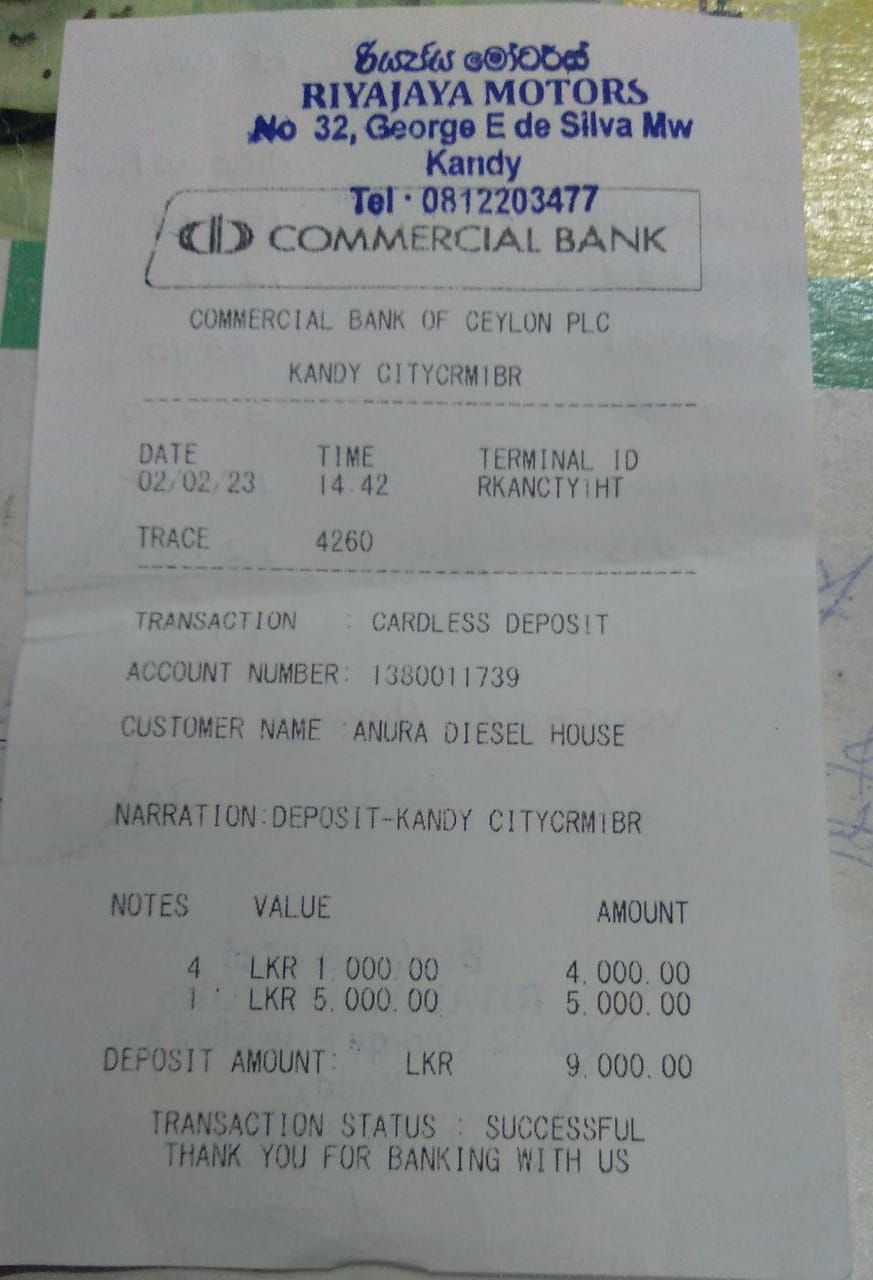 රියජය මෝටර්ස්
RIYAJAYA MOTORS
No 32, George E de Silva Mw
Kandy
Tel · 0812203477
COMMERCIAL BANK
COMMERCIAL BANK OF CEYLON PLC
KANDY CITYCRM1BR
DATE TIME TERMINAL ID
02/02/23 14.42 RKANCTY1HT
TRACE 4260
TRANSACTION : CARDLESS DEPOSIT
ACCOUNT NUMBER: 1380011739
CUSTOMER NAME :ANURA DIESEL HOUSE
NARRATION:DEPOSIT-KANDY CITYCRM1BR
NOTES VALUE AMOUNT
4 LKR 1,000.00 4,000.00
1 LKR 5,000.00 5,000.00
DEPOSIT AMOUNT: LKR 9,000.00
TRANSACTION STATUS : SUCCESSFUL
THANK YOU FOR BANKING WITH US